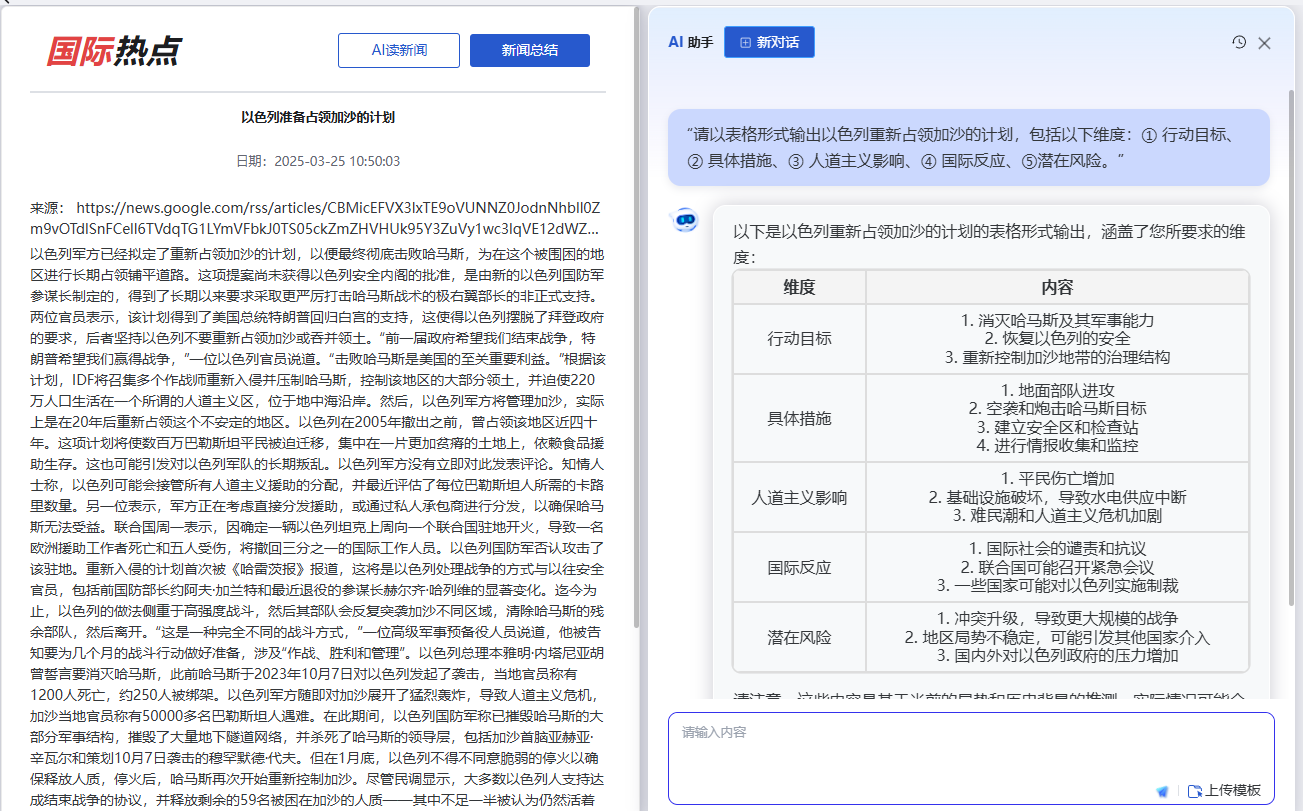 国际热点
AI读新闻
新闻总结
以色列准备占领加沙的计划
日期：2025-03-25 10:50:03
来源： https://news.google.com/rss/articles/CBMicEFVX3lxTE9oVUNNZ0JodnNhbll0Z
m9vOTdlSnFCell6TVdqTG1LYmVFbkJ0TS05ckZmZHVHUk95Y3ZuVy1wc3lqVE12dWZ...
以色列军方已经拟定了重新占领加沙的计划，以便最终彻底击败哈马斯，为在这个被围困的地
区进行长期占领铺平道路。这项提案尚未获得以色列安全内阁的批准，是由新的以色列国防军
参谋长制定的，得到了长期以来要求采取更严厉打击哈马斯战术的极右翼部长的非正式支持。
两位官员表示，该计划得到了美国总统特朗普回归白宫的支持，这使得以色列摆脱了拜登政府
的要求，后者坚持以色列不要重新占领加沙或吞并领土。“前一届政府希望我们结束战争，特
朗普希望我们赢得战争，”一位以色列官员说道。“击败哈马斯是美国的至关重要利益。”根据该
计划，IDF将召集多个作战师重新入侵并压制哈马斯，控制该地区的大部分领土，并迫使220
万人口生活在一个所谓的人道主义区，位于地中海沿岸。然后，以色列军方将管理加沙，实际
上是在20年后重新占领这个不安定的地区。以色列在2005年撤出之前，曾占领该地区近四十
年。这项计划将使数百万巴勒斯坦平民被迫迁移，集中在一片更加贫瘠的土地上，依赖食品援
助生存。这也可能引发对以色列军队的长期叛乱。以色列军方没有立即对此发表评论。知情人
士称，以色列可能会接管所有人道主义援助的分配，并最近评估了每位巴勒斯坦人所需的卡路
里数量。另一位表示，军方正在考虑直接分发援助，或通过私人承包商进行分发，以确保哈马
斯无法受益。联合国周一表示，因确定一辆以色列坦克上周向一个联合国驻地开火，导致一名
欧洲援助工作者死亡和五人受伤，将撤回三分之一的国际工作人员。以色列国防军否认攻击了
该驻地。重新入侵的计划首次被《哈雷茨报》报道，这将是以色列处理战争的方式与以往安全
官员，包括前国防部长约阿夫·加兰特和最近退役的参谋长赫尔齐·哈列维的显著变化。迄今为
止，以色列的做法侧重于高强度战斗，然后其部队会反复突袭加沙不同区域，清除哈马斯的残
余部队，然后离开。“这是一种完全不同的战斗方式，”一位高级军事预备役人员说道，他被告
知要为几个月的战斗行动做好准备，涉及“作战、胜利和管理”。以色列总理本雅明·内塔尼亚胡
曾誓言要消灭哈马斯，此前哈马斯于2023年10月7日对以色列发起了袭击，当地官员称有
1200人死亡，约250人被绑架。以色列军方随即对加沙展开了猛烈轰炸，导致人道主义危机，
加沙当地官员称有50000多名巴勒斯坦人遇难。在此期间，以色列国防军称已摧毁哈马斯的大
部分军事结构，摧毁了大量地下隧道网络，并杀死了哈马斯的领导层，包括加沙首脑亚赫亚·
辛瓦尔和策划10月7日袭击的穆罕默德·代夫。但在1月底，以色列不得不同意脆弱的停火以确
保释放人质，停火后，哈马斯再次开始重新控制加沙。尽管民调显示，大多数以色列人支持达
成结束战争的协议，并释放剩余的59名被困在加沙的人质——其中不足一半被认为仍然活着
AI 助手
新对话
“请以表格形式输出以色列重新占领加沙的计划，包括以下维度：① 行动目标、
② 具体措施、③ 人道主义影响、④ 国际反应、⑤潜在风险。”
以下是以色列重新占领加沙的计划的表格形式输出，涵盖了您所要求的维
度：
维度 内容
行动目标
1. 消灭哈马斯及其军事能力
2. 恢复以色列的安全
3. 重新控制加沙地带的治理结构
具体措施
1. 地面部队进攻
2. 空袭和炮击哈马斯目标
3. 建立安全区和检查站
4. 进行情报收集和监控
人道主义影响
1. 平民伤亡增加
2. 基础设施破坏，导致水电供应中断
3. 难民潮和人道主义危机加剧
国际反应
1. 国际社会的谴责和抗议
2. 联合国可能召开紧急会议
3. 一些国家可能对以色列实施制裁
潜在风险
1. 冲突升级，导致更大规模的战争
2. 地区局势不稳定，可能引发其他国家介入
3. 国内外对以色列政府的压力增加
请注意，这些内容是基于当前的局势和历史背景的推测，实际情况可能会
请输入内容
上传模板